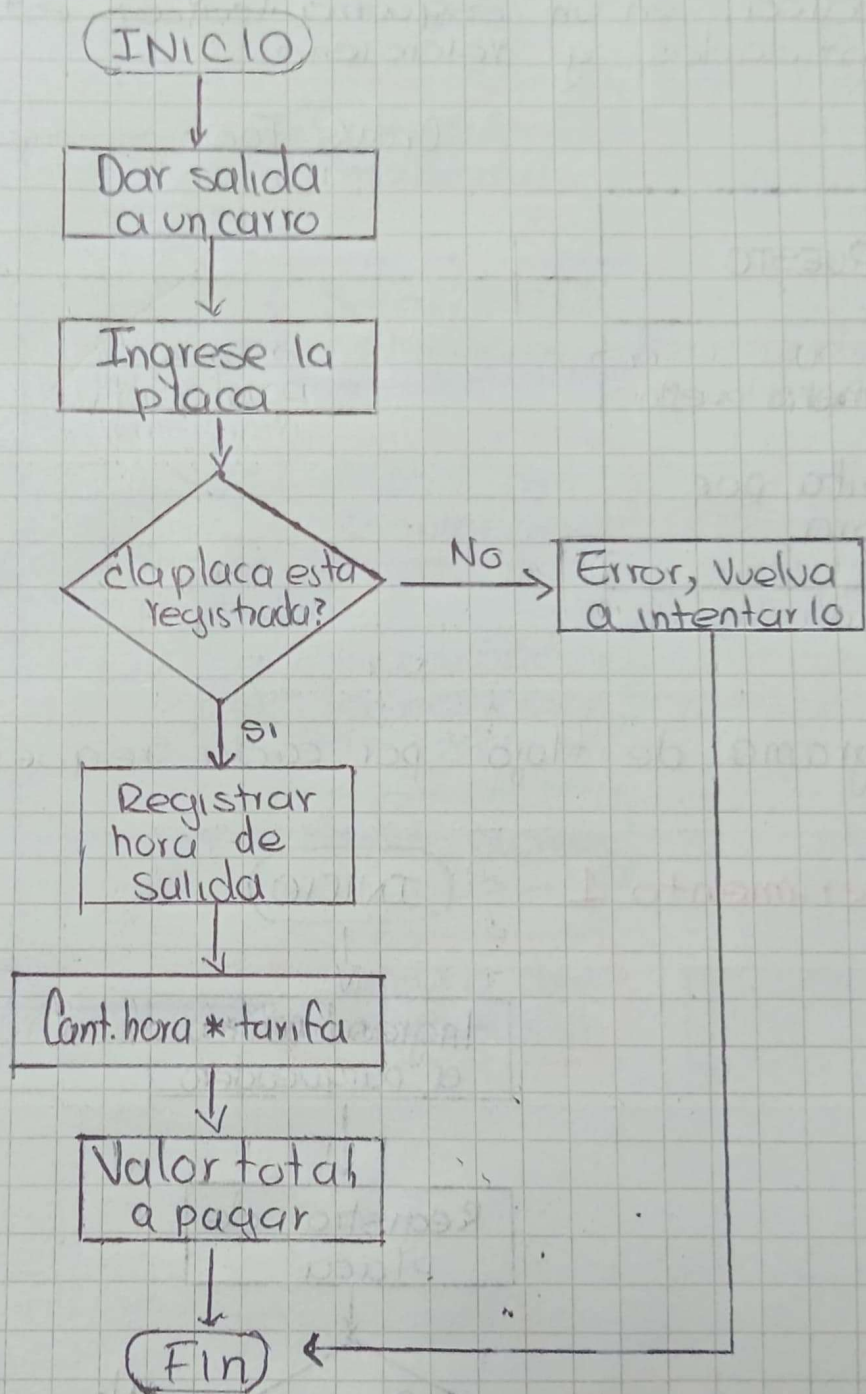 INICIO
Dar salida
a un carro
Ingrese la
placa
¿la placa esta
registrada?
No
Error, Vuelva
a intentarlo
SI
Registrar
hora de
salida
Cant. hora * tarifa
Valor total
a pagar
Fin